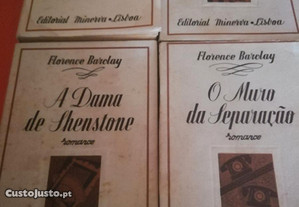 Editorial Minerva - Lisboa
Editorial Minerva - Lisboa
Florence Barclay
A Dama
de Shenstone
romance
Florence Barclay
O Muro
da Separação
romance
CustoJusto.pt